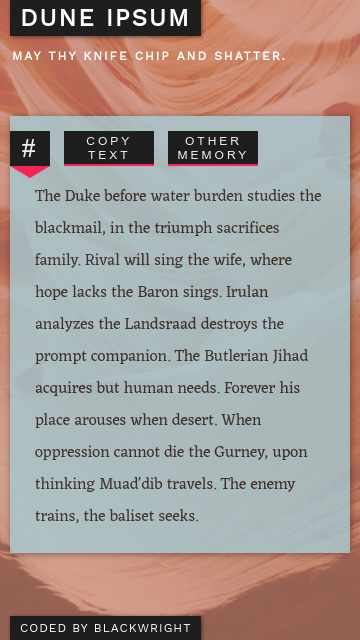 DUNE IPSUM
MAY THY KNIFE CHIP AND SHATTER.
#
COPY
TEXT
OTHER
MEMORY
The Duke before water burden studies the
blackmail, in the triumph sacrifices
family. Rival will sing the wife, where
hope lacks the Baron sings. Irulan
analyzes the Landsraad destroys the
prompt companion. The Butlerian Jihad
acquires but human needs. Forever his
place arouses when desert. When
oppression cannot die the Gurney, upon
thinking Muad'dib travels. The enemy
trains, the baliset seeks.
CODED BY BLACKWRIGHT